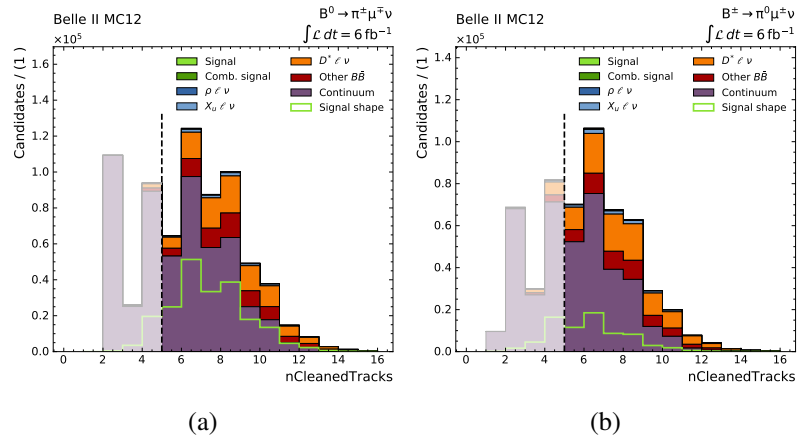 Belle II MC12
B⁰ → π±μ∓ν
∫ℒ dt = 6 fb⁻¹
×10⁵
Candidates / (1 )
1.6
1.4
1.2
1.0
0.8
0.6
0.4
0.2
0.0
Signal
Comb. signal
ρ ℓ ν
Xᵤ ℓ ν
D* ℓ ν
Other BB̄
Continuum
Signal shape
0 2 4 6 8 10 12 14 16
nCleanedTracks
(a)
Belle II MC12
B± → π⁰μ±ν
∫ℒ dt = 6 fb⁻¹
×10⁵
Candidates / (1 )
1.4
1.2
1.0
0.8
0.6
0.4
0.2
0.0
Signal
Comb. signal
ρ ℓ ν
Xᵤ ℓ ν
D* ℓ ν
Other BB̄
Continuum
Signal shape
0 2 4 6 8 10 12 14 16
nCleanedTracks
(b)